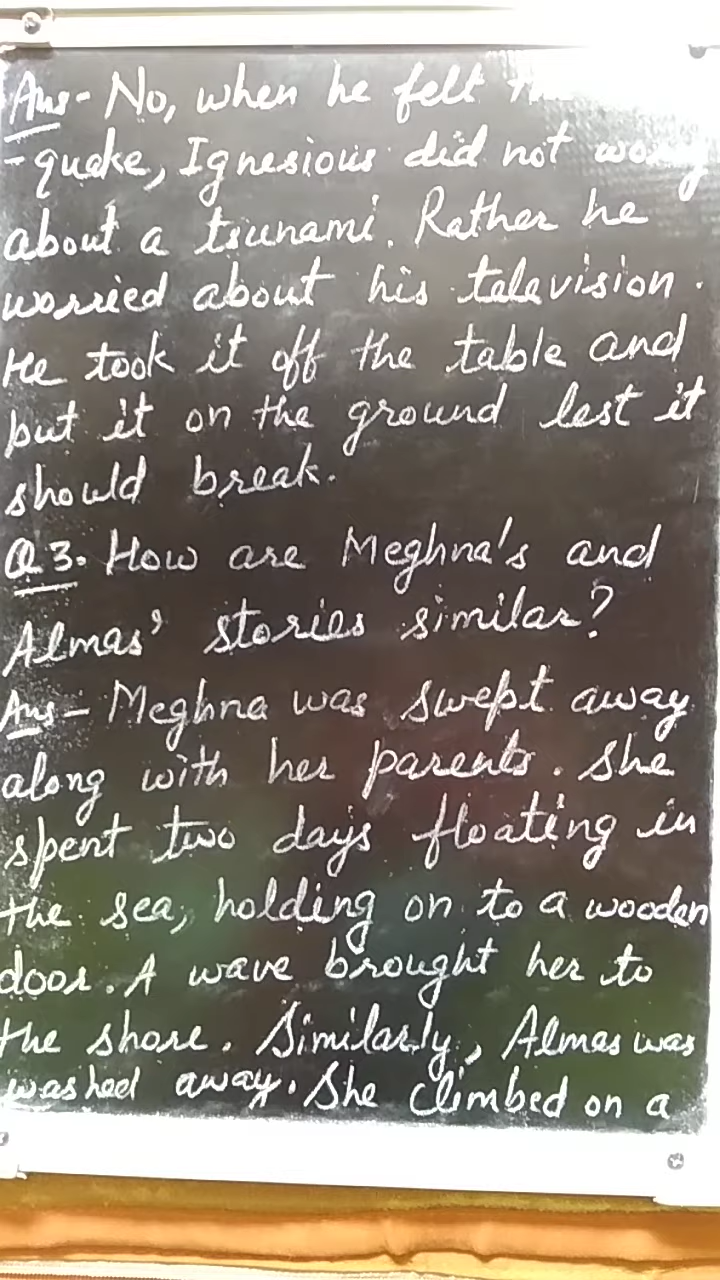 Ans- No, when he felt
-quake, Ignesious did not worry
about a tsunami. Rather he
worried about his television.
He took it off the table and
put it on the ground lest it
should break.
Q3. How are Meghna's and
Almas' stories similar?
Ans- Meghna was swept away
along with her parents. She
spent two days floating in
the sea, holding on to a wooden
door. A wave brought her to
the shore. Similarly, Almas was
washed away. She climbed on a